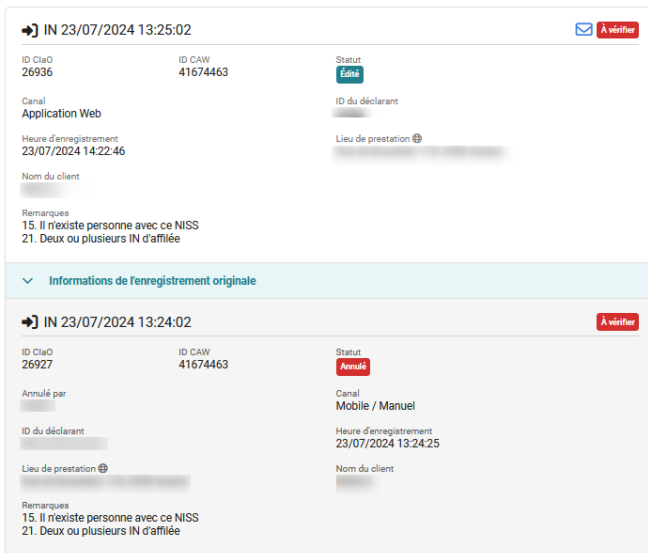 IN 23/07/2024 13:25:02
À vérifier
ID CIaO
ID CAW
Statut
26936
41674463
Édité
Canal
ID du déclarant
Application Web
Heure d'enregistrement
Lieu de prestation
23/07/2024 14:22:46
Nom du client
Remarques
15. Il n'existe personne avec ce NISS
21. Deux ou plusieurs IN d'affilée
Informations de l'enregistrement originale
IN 23/07/2024 13:24:02
À vérifier
ID CIaO
ID CAW
Statut
26927
41674463
Annulé
Annulé par
Canal
Mobile / Manuel
ID du déclarant
Heure d'enregistrement
23/07/2024 13:24:25
Lieu de prestation
Nom du client
Remarques
15. Il n'existe personne avec ce NISS
21. Deux ou plusieurs IN d'affilée